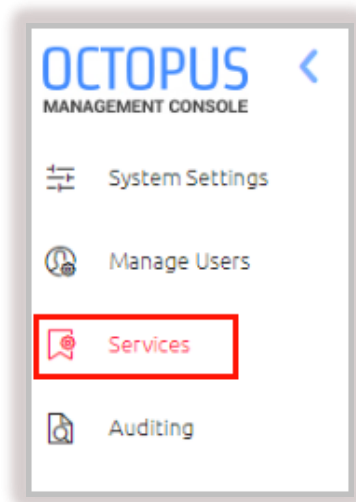 OCTOPUS
MANAGEMENT CONSOLE
System Settings
Manage Users
Services
Auditing